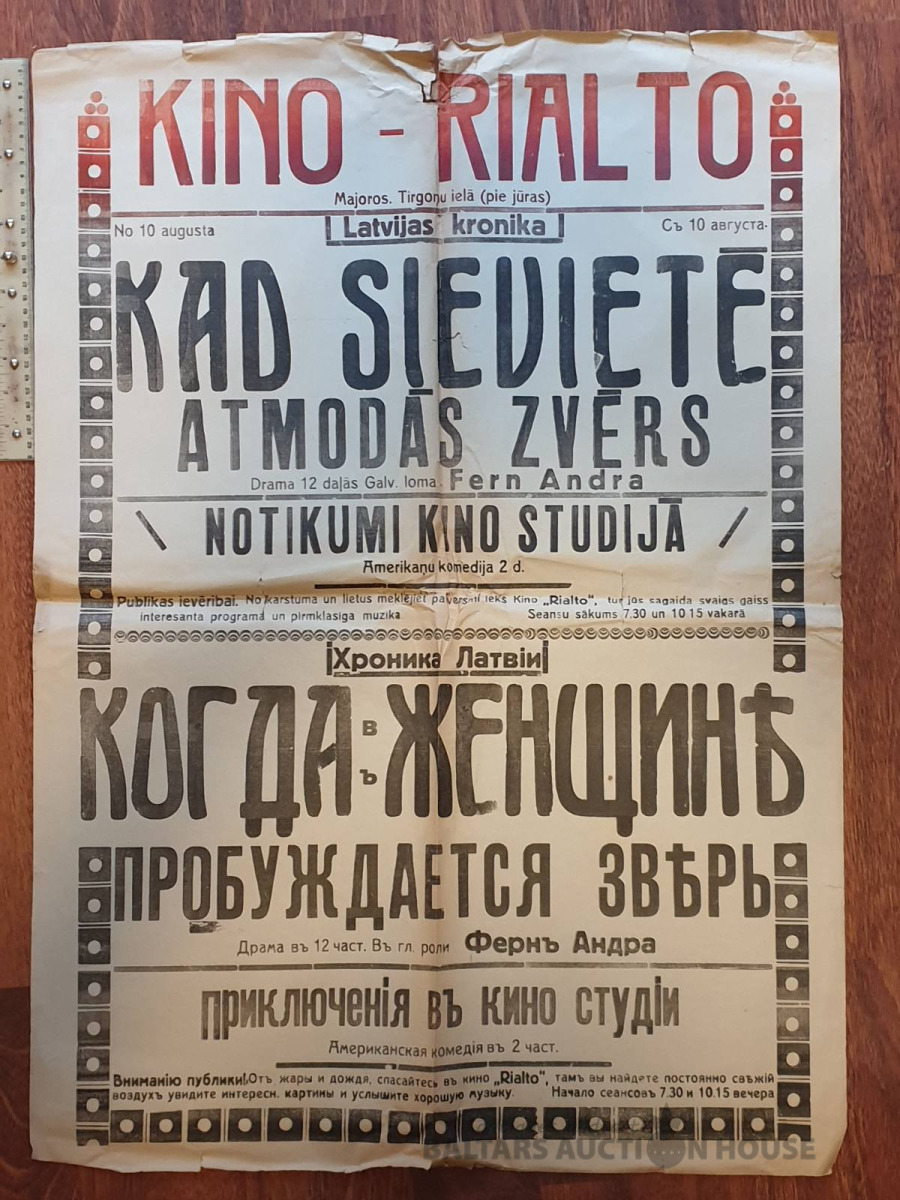 KINO - RIALTO
Majoros. Tirgoņu ielā (pie jūras)
No 10 augusta
Latvijas kronika
Съ 10 августа.
KAD SIEVIETĒ
ATMODĀS ZVĒRS
Drama 12 daļās Galv. loma Fern Andra
NOTIKUMI KINO STUDIJĀ
Amerikaņu komedija 2 d.
Publikas ievēribai. No karstuma un lietus meklejiet patversmi ieks Kino „Rialto", tur jos sagaida svaigs gaiss
interesanta programa un pirmklasiga muzika Seansu sākums 7.30 un 10 15 vakarā
Хроника Латвіи
КОГДА въ ЖЕНЩИНѢ
ПРОБУЖДАЕТСЯ ЗВѢРЬ
Драма въ 12 част. Въ гл. роли Фернъ Андра
приключенія въ кино студіи
Американская комедія въ 2 част.
Вниманію публики! Отъ жары и дождя, спасайтесь въ кино „Rialto", тамъ вы найдете постоянно свѣжій
воздухъ увидите интересн. картины и услышите хорошую музыку. Начало сеансовъ 7.30 и 10.15 вечера
BALTARS AUCTION HOUSE